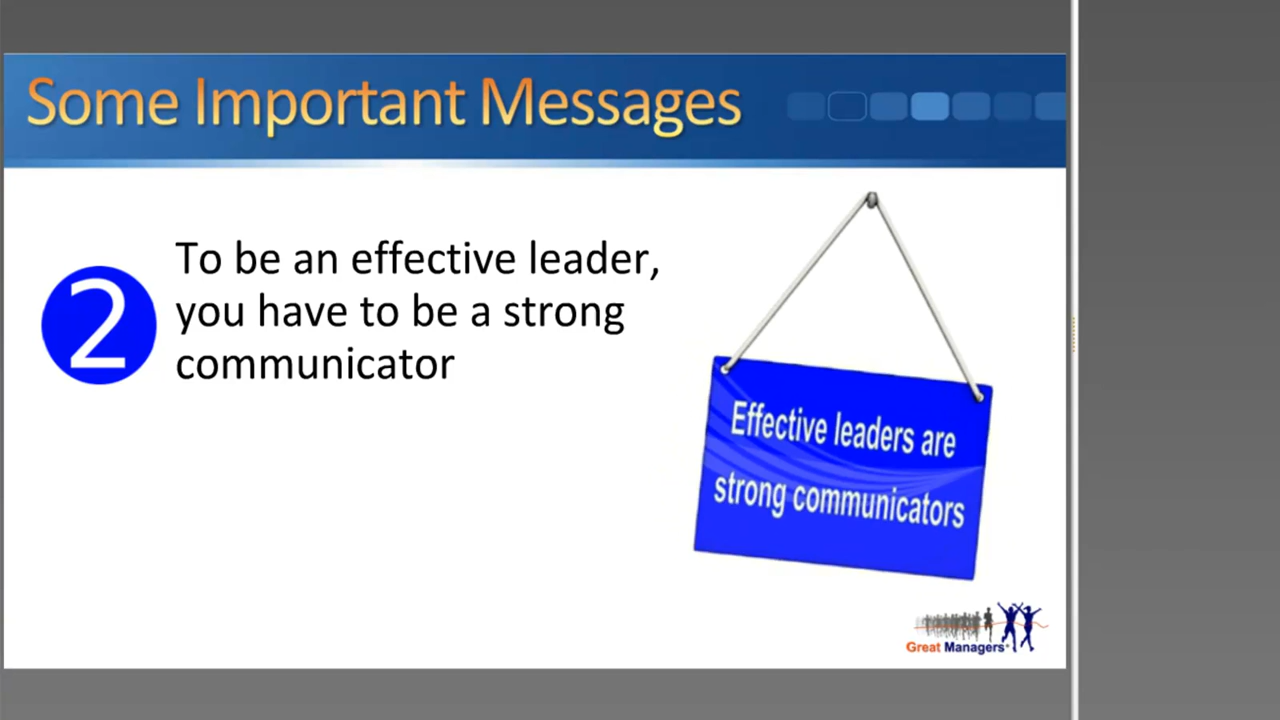 Some Important Messages
2
To be an effective leader,
you have to be a strong
communicator
Effective leaders are
strong communicators
Great Managers